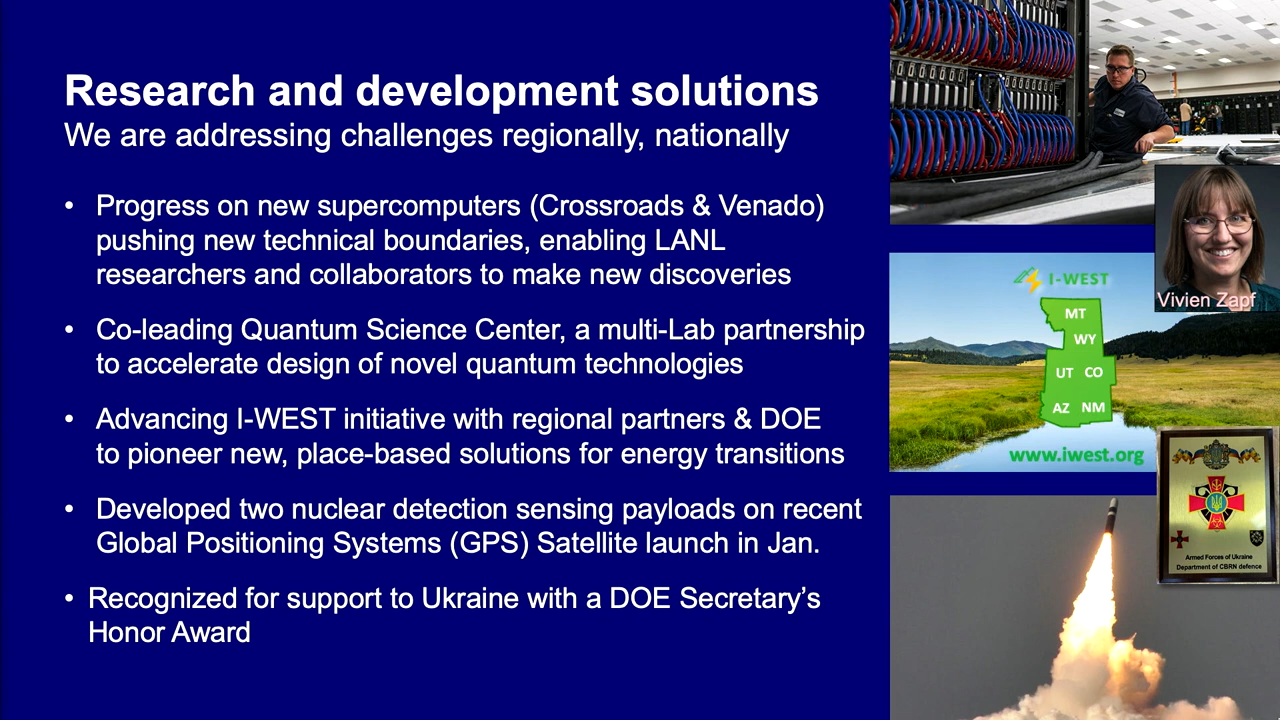 Research and development solutions
We are addressing challenges regionally, nationally
• Progress on new supercomputers (Crossroads & Venado)
pushing new technical boundaries, enabling LANL
researchers and collaborators to make new discoveries
• Co-leading Quantum Science Center, a multi-Lab partnership
to accelerate design of novel quantum technologies
• Advancing I-WEST initiative with regional partners & DOE
to pioneer new, place-based solutions for energy transitions
• Developed two nuclear detection sensing payloads on recent
Global Positioning Systems (GPS) Satellite launch in Jan.
• Recognized for support to Ukraine with a DOE Secretary’s
Honor Award
Vivien Zapf
I-WEST
MT
WY
UT CO
AZ NM
www.iwest.org
Armed Forces of Ukraine
Department of CBRN defence